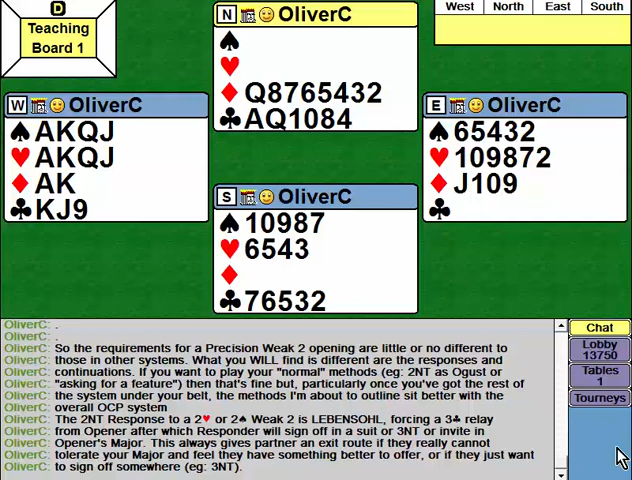 D
Teaching
Board 1
N OliverC
♠
♥
♦ Q8765432
♣ AQ1084
West North East South
W OliverC
♠ AKQJ
♥ AKQJ
♦ AK
♣ KJ9
E OliverC
♠ 65432
♥ 109872
♦ J109
♣
S OliverC
♠ 10987
♥ 6543
♦
♣ 76532
OliverC: .
OliverC: .
OliverC: So the requirements for a Precision Weak 2 opening are little or no different to
OliverC: those in other systems. What you WILL find is different are the responses and
OliverC: continuations. If you want to play your "normal" methods (eg: 2NT as Ogust or
OliverC: "asking for a feature") then that's fine but, particularly once you've got the rest of
OliverC: the system under your belt, the methods I'm about to outline sit better with the
OliverC: overall OCP system
OliverC: The 2NT Response to a 2♥ or 2♠ Weak 2 is LEBENSOHL, forcing a 3♣ relay
OliverC: from Opener after which Responder will sign off in a suit or 3NT or invite in
OliverC: Opener's Major. This always gives partner an exit route if they really cannot
OliverC: tolerate your Major and feel they have something better to offer, or if they just want
OliverC: to sign off somewhere (eg: 3NT).
Chat
Lobby
13750
Tables
1
Tourneys